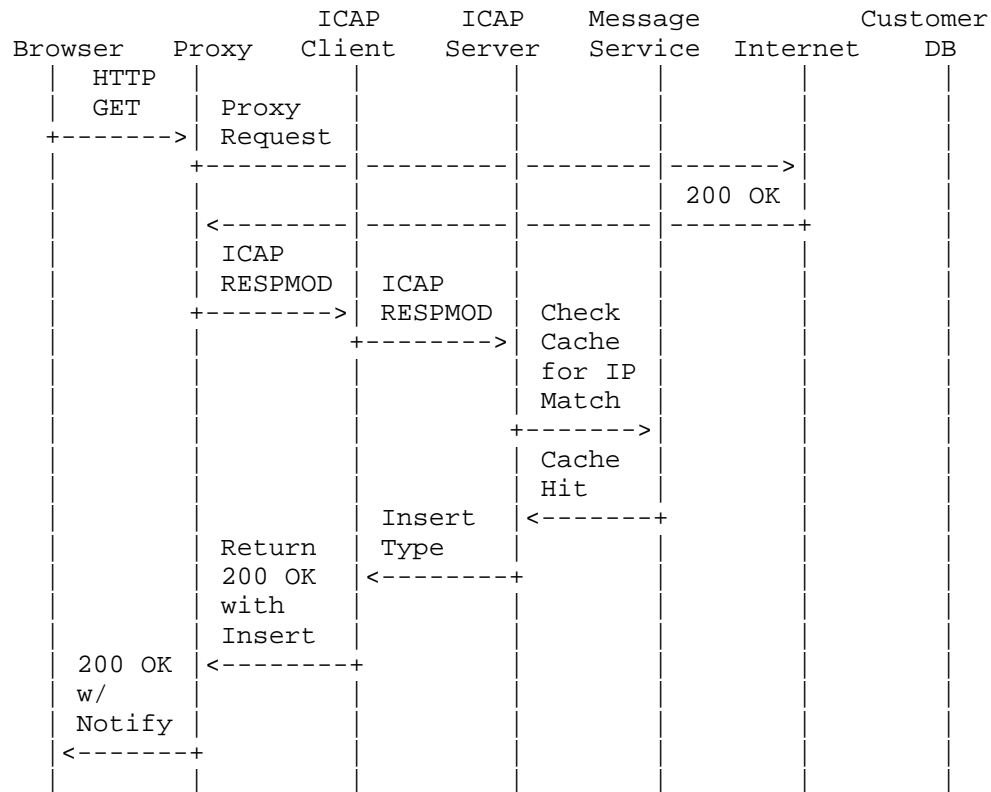 ICAP ICAP Message Customer
Browser Proxy Client Server Service Internet DB
HTTP
GET Proxy
Request
200 OK
ICAP
RESPMOD ICAP
RESPMOD Check
Cache
for IP
Match
Cache
Hit
Insert
Return Type
200 OK
with
Insert
200 OK
w/
Notify